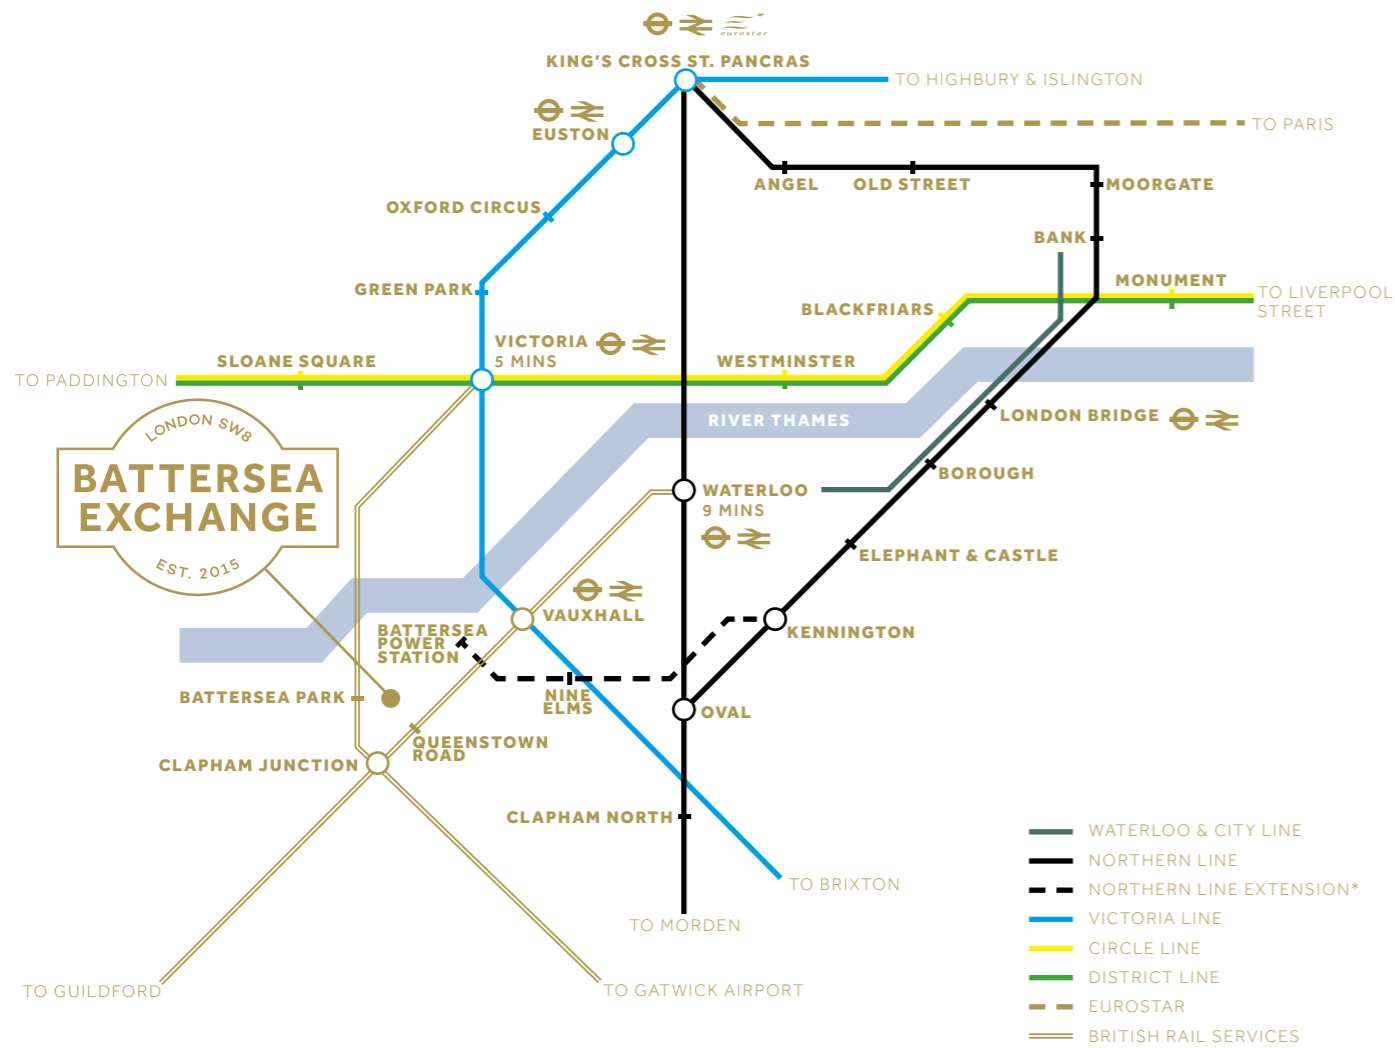 eurostar
KING'S CROSS ST. PANCRAS
TO HIGHBURY & ISLINGTON
EUSTON
TO PARIS
ANGEL
OLD STREET
MOORGATE
OXFORD CIRCUS
BANK
GREEN PARK
MONUMENT
TO LIVERPOOL
STREET
BLACKFRIARS
VICTORIA
5 MINS
SLOANE SQUARE
WESTMINSTER
TO PADDINGTON
LONDON SW8
BATTERSEA
EXCHANGE
EST. 2015
RIVER THAMES
LONDON BRIDGE
BOROUGH
WATERLOO
9 MINS
ELEPHANT & CASTLE
VAUXHALL
BATTERSEA
POWER
STATION
KENNINGTON
BATTERSEA PARK
NINE
ELMS
OVAL
QUEENSTOWN
ROAD
CLAPHAM JUNCTION
CLAPHAM NORTH
TO BRIXTON
TO MORDEN
TO GUILDFORD
TO GATWICK AIRPORT
WATERLOO & CITY LINE
NORTHERN LINE
NORTHERN LINE EXTENSION*
VICTORIA LINE
CIRCLE LINE
DISTRICT LINE
EUROSTAR
BRITISH RAIL SERVICES